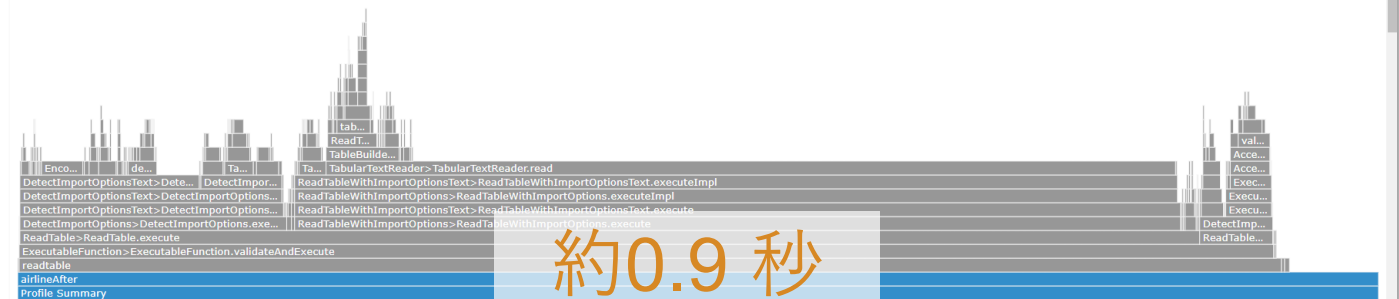 tab...
ReadT... val...
TableBuilde... Acce...
Enco... de... Ta... Ta... TabularTextReader>TabularTextReader.read Acce...
DetectImportOptionsText>Dete... DetectImpor... ReadTableWithImportOptionsText>ReadTableWithImportOptionsText.executeImpl Exec...
DetectImportOptionsText>DetectImportOptions... ReadTableWithImportOptions>ReadTableWithImportOptions.executeImpl Execu...
DetectImportOptionsText>DetectImportOptions... ReadTableWithImportOptionsText>ReadTableWithImportOptionsText.execute Execu...
DetectImportOptions>DetectImportOptions.exe... ReadTableWithImportOptions>ReadTableWithImportOptions.execute DetectImp...
ReadTable>ReadTable.execute ReadTable...
ExecutableFunction>ExecutableFunction.validateAndExecute
readtable
airlineAfter
Profile Summary
約0.9 秒